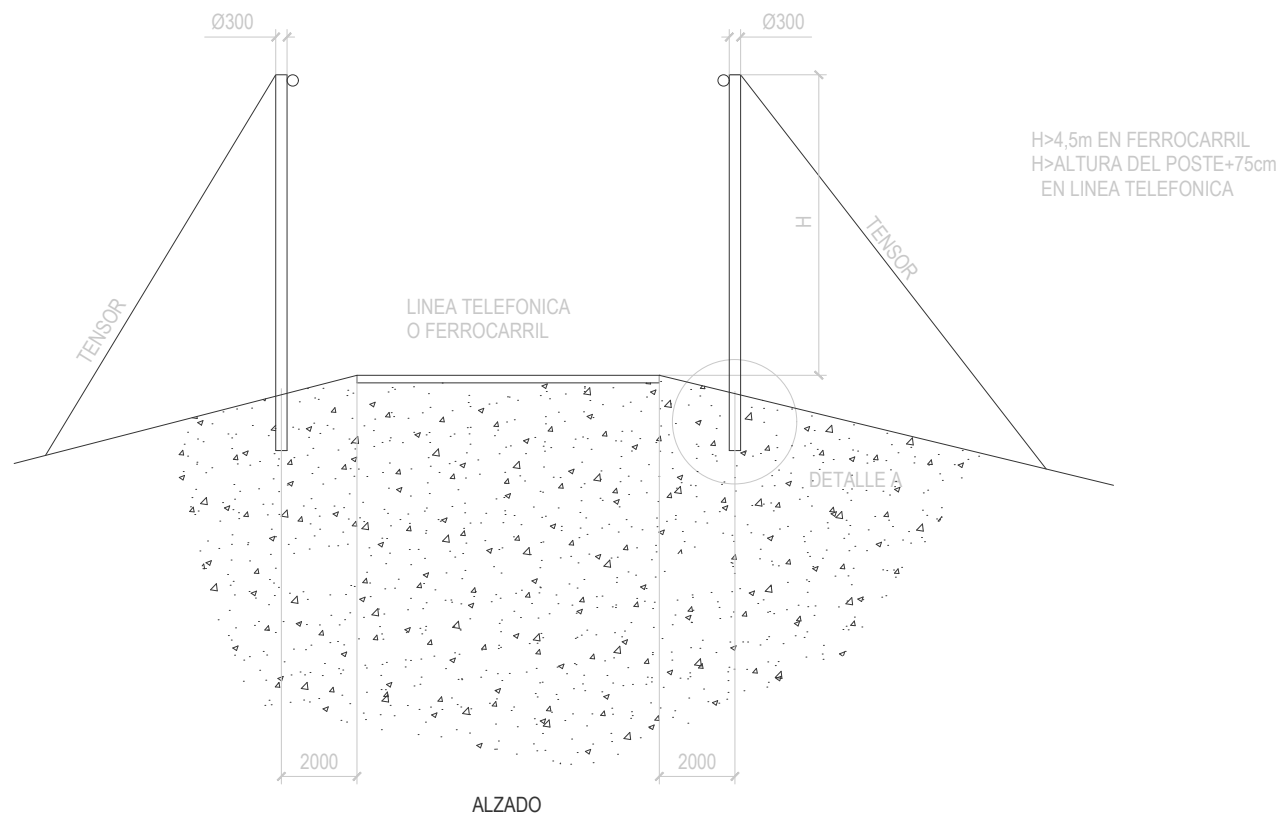 Ø300
Ø300
H>4,5m EN FERROCARRIL
H>ALTURA DEL POSTE+75cm
EN LINEA TELEFONICA
H
TENSOR
TENSOR
LINEA TELEFONICA
O FERROCARRIL
DETALLE A
2000
2000
ALZADO